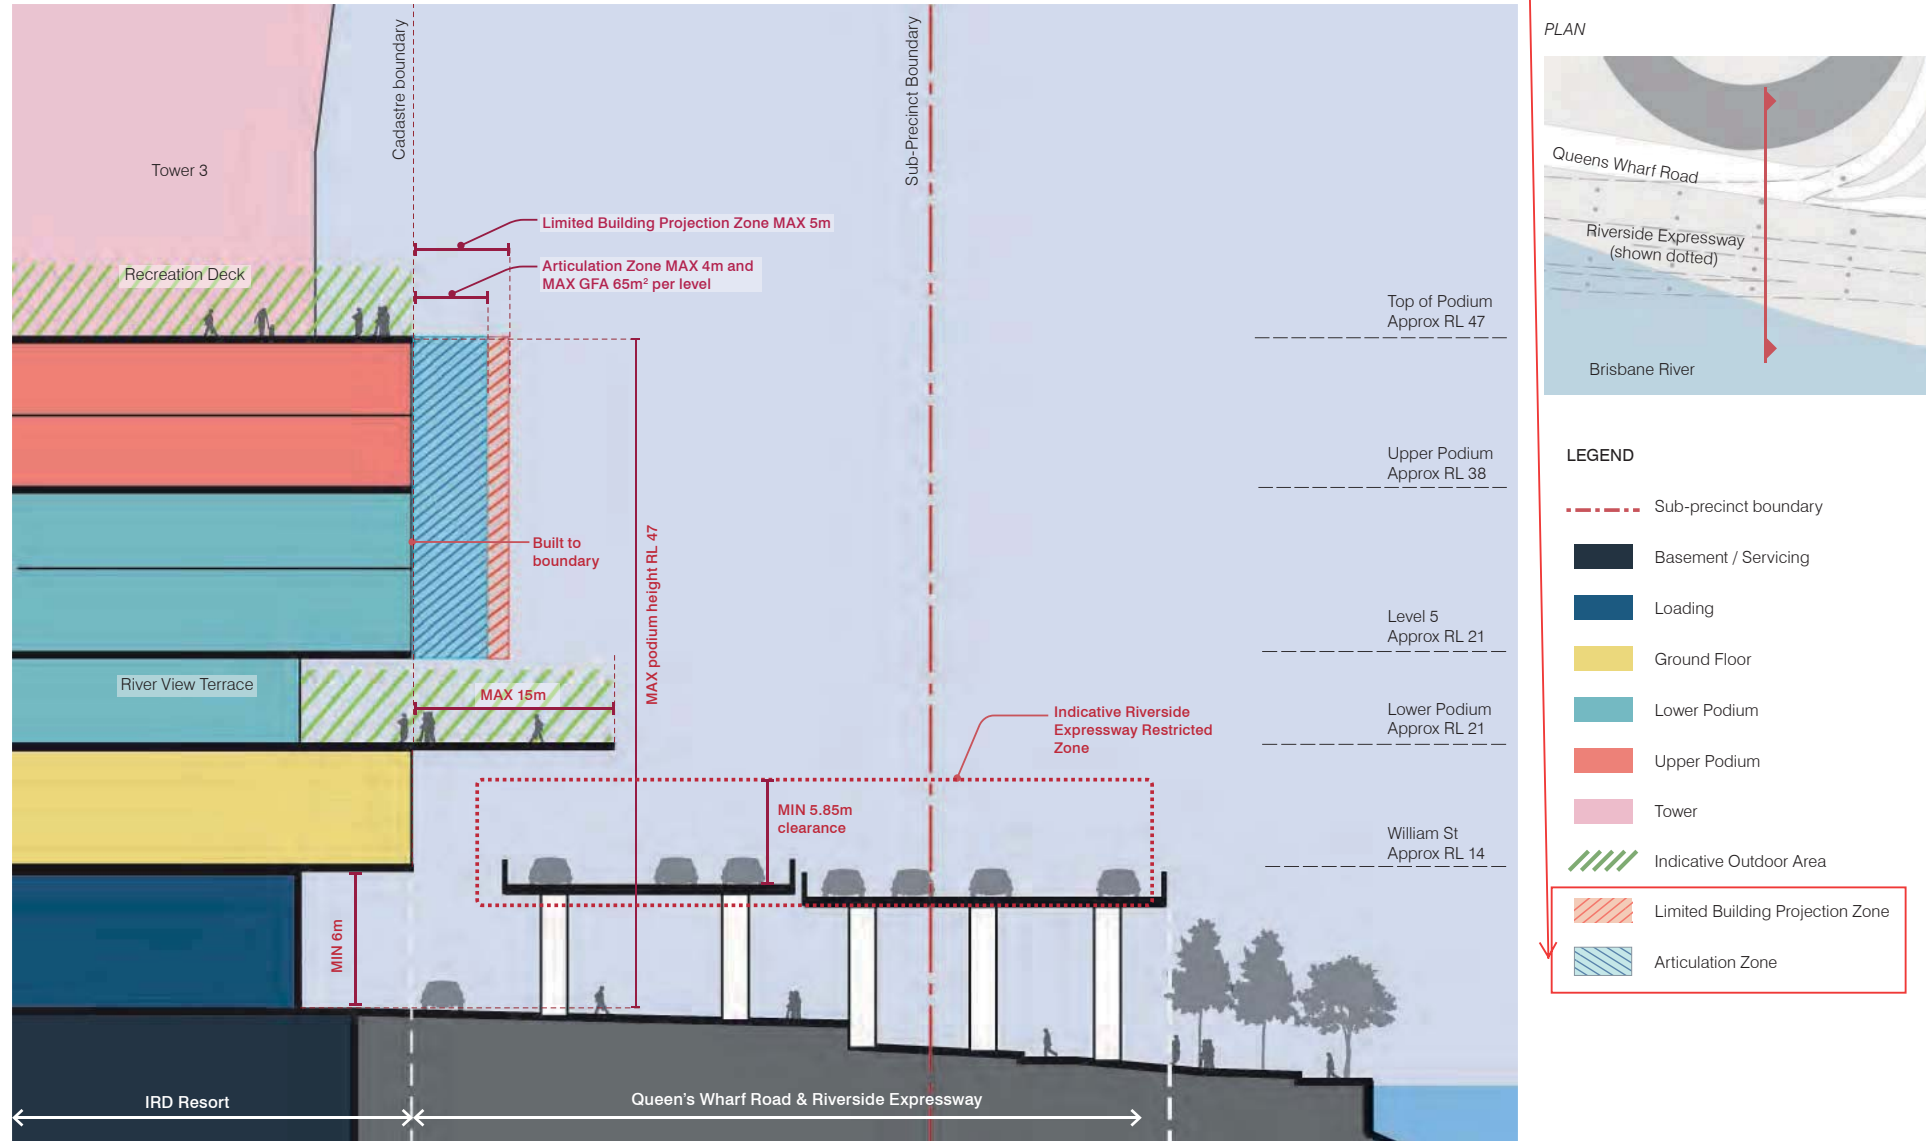 Cadastre boundary
Sub-Precinct Boundary
Tower 3
Limited Building Projection Zone MAX 5m
Articulation Zone MAX 4m and
MAX GFA 65m² per level
Recreation Deck
Built to
boundary
MAX podium height RL 47
River View Terrace
MAX 15m
Indicative Riverside
Expressway Restricted
Zone
MIN 5.85m
clearance
MIN 6m
Top of Podium
Approx RL 47
Upper Podium
Approx RL 38
Level 5
Approx RL 21
Lower Podium
Approx RL 21
William St
Approx RL 14
IRD Resort
Queen's Wharf Road & Riverside Expressway
PLAN
Queens Wharf Road
Riverside Expressway
(shown dotted)
Brisbane River
LEGEND
Sub-precinct boundary
Basement / Servicing
Loading
Ground Floor
Lower Podium
Upper Podium
Tower
Indicative Outdoor Area
Limited Building Projection Zone
Articulation Zone